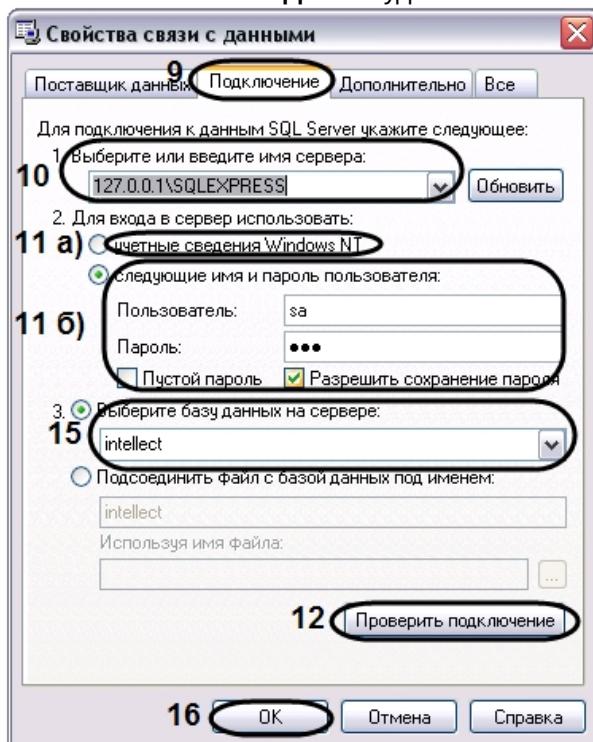 Свойства связи с данными
9
Поставщик данных Подключение Дополнительно Все
Для подключения к данным SQL Server укажите следующее:
1. Выберите или введите имя сервера:
10 127.0.0.1\SQLEXPRESS Обновить
2. Для входа в сервер использовать:
11 а) учетные сведения Windows NT
следующие имя и пароль пользователя:
11 б) Пользователь: sa
Пароль: •••
Пустой пароль Разрешить сохранение пароля
3. Выберите базу данных на сервере:
15 intellect
Подсоединить файл с базой данных под именем:
intellect
Используя имя файла:
...
12 Проверить подключение
16 OK Отмена Справка